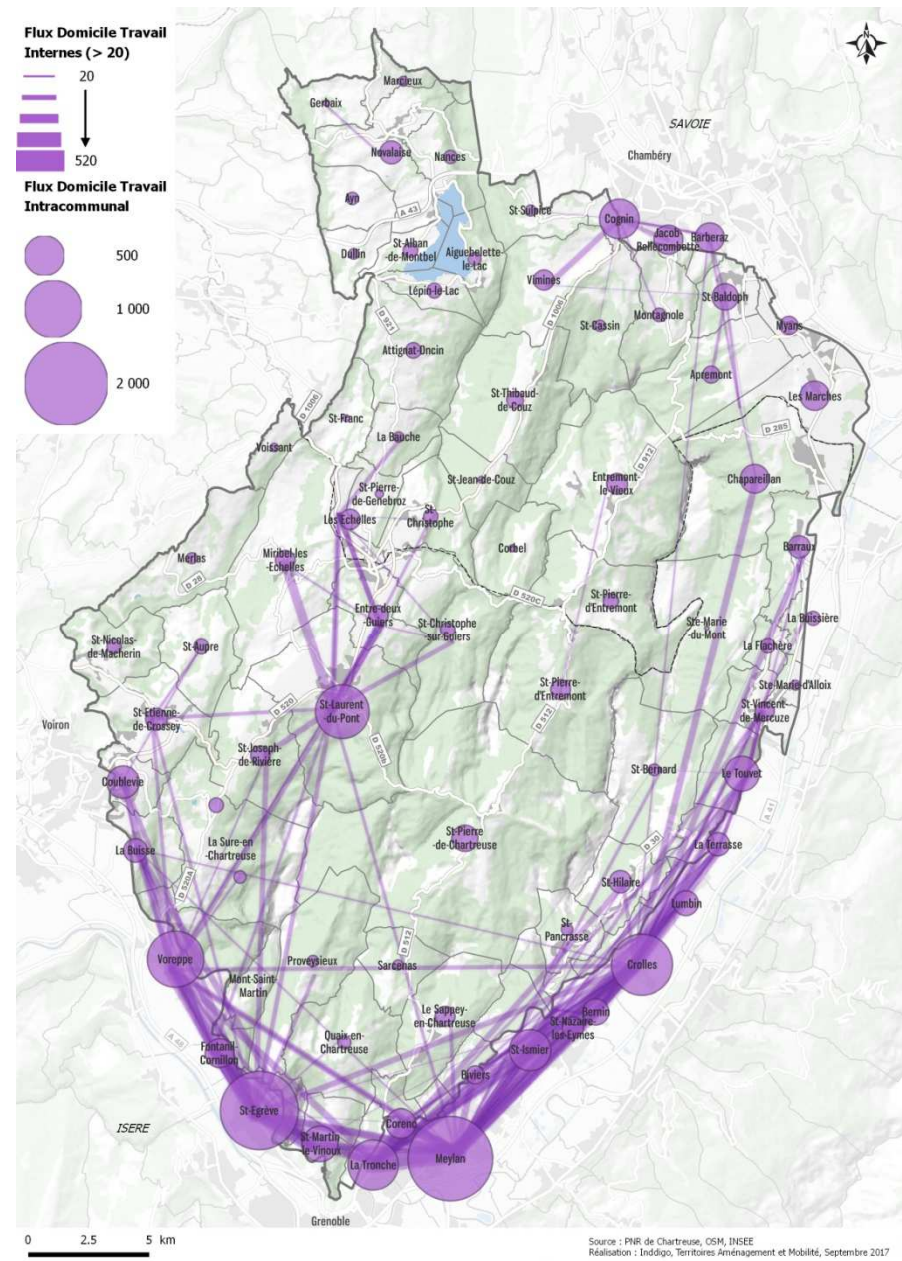 Flux Domicile Travail
Internes (> 20)
20
520
Flux Domicile Travail
Intracommunal
500
1 000
2 000
Marcieux
Gerbaix
SAVOIE
Novalaise
Nances
Chambéry
Ayn
A 43
St-Sulpice
Cognin
Jacob-
Bellecombette
Barberaz
Dullin
St-Alban
-de-Montbel
Aiguebelette
-le-Lac
Vimines
Lépin-le-Lac
St-Baldoph
D 921
D 1006
St-Cassin
Montagnole
Myans
Attignat-Oncin
Apremont
Les Marches
St-Thibaud-
de-Couz
D 1006
St-Franc
La Bauche
D 285
Voissant
D 912
St-Pierre-
de-Genebroz
St-Jean-de-Couz
Entremont-
le-Vieux
Chapareillan
Les Echelles
St-
Christophe
Corbel
Barraux
Merlas
Miribel-les
-Echelles
D 28
D 520C
St-Pierre-
d'Entremont
Entre-deux
-Guiers
St-Christophe
-sur-Guiers
Ste-Marie
-du-Mont
La Buissière
St-Nicolas-
de-Macherin
St-Aupre
La Flachère
St-Pierre-
d'Entremont
Ste-Marie-d'Alloix
St-Laurent
-du-Pont
St-Vincent-
de-Mercuze
Voiron
St-Etienne-
de-Crossey
D 520
D 512
D 520b
St-Joseph-
de-Rivière
St-Bernard
Le Touvet
Coublevie
A 41
La Sure-en
-Chartreuse
St-Pierre
-de-Chartreuse
La Buisse
La Terrasse
D 30
D 520A
St-Hilaire
Lumbin
St-
Pancrasse
D 512
Voreppe
Proveysieux
Sarcenas
Crolles
Mont-Saint-
Martin
Le Sappey-
en-Chartreuse
Bernin
St-Nazaire
-les-Eymes
Quaix-en-
Chartreuse
A 48
Fontanil-
Cornillon
St-Ismier
Biviers
St-Egrève
ISERE
Corenc
St-Martin
-le-Vinoux
La Tronche
Meylan
Grenoble
0 2.5 5 km
Source : PNR de Chartreuse, OSM, INSEE
Réalisation : Inddigo, Territoires Aménagement et Mobilité, Septembre 2017